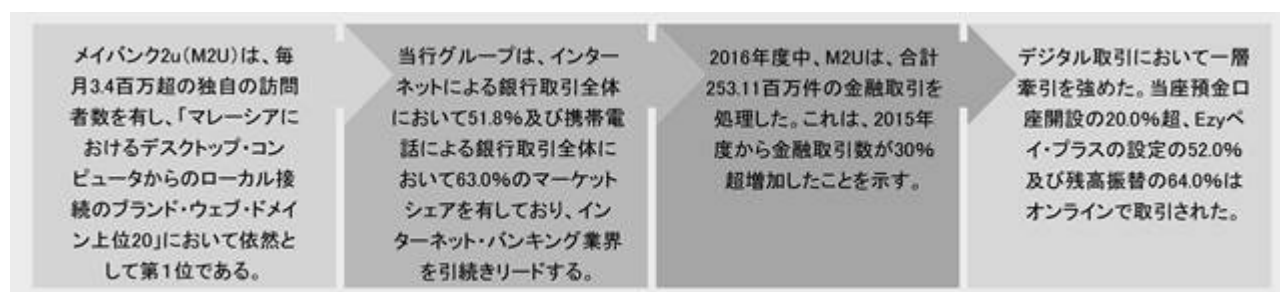 メイバンク2u(M2U)は、毎
月3.4百万超の独自の訪問
者数を有し、「マレーシアに
おけるデスクトップ・コン
ピュータからのローカル接
続のブランド・ウェブ・ドメイ
ン上位20」において依然と
して第1位である。
当行グループは、インター
ネットによる銀行取引全体
において51.8%及び携帯電
話による銀行取引全体に
おいて63.0%のマーケット
シェアを有しており、イン
ターネット・バンキング業界
を引続きリードする。
2016年度中、M2Uは、合計
253.11百万件の金融取引を
処理した。これは、2015年
度から金融取引数が30%
超増加したことを示す。
デジタル取引において一層
牽引を強めた。当座預金口
座開設の20.0%超、Ezyペ
イ・プラスの設定の52.0%
及び残高振替の64.0%は
オンラインで取引された。